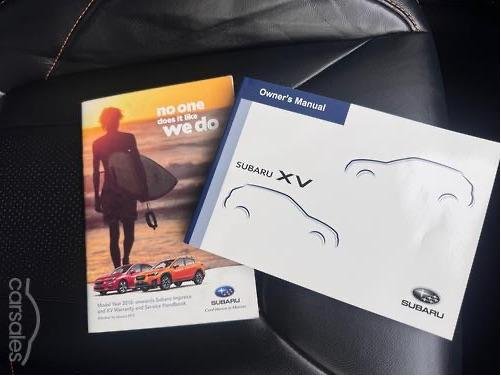 no one
does it like
we do
Model Year 2016 onwards Subaru Impreza
and XV Warranty and Service Handbook
SUBARU
Owner's Manual
SUBARU XV
SUBARU
carsales